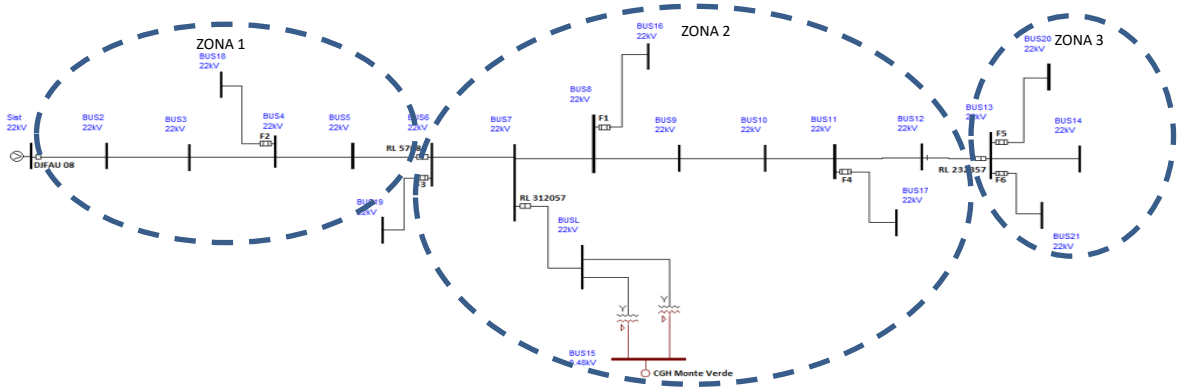 ZONA 1
ZONA 2
ZONA 3
BUS18
22kV
BUS16
22kV
BUS20
22kV
Sist
22kV
BUS2
22kV
BUS3
22kV
BUS4
22kV
BUS5
22kV
BUS6
22kV
BUS7
22kV
BUS8
22kV
BUS9
22kV
BUS10
22kV
BUS11
22kV
BUS12
22kV
BUS13
22kV
BUS14
22kV
F2
F1
F5
DJFAU 08
F3
F4
F6
BUS19
22kV
RL 312057
BUS17
22kV
BUS21
22kV
BUSL
22kV
Y
Y
BUS15
0.48kV
CGH Monte Verde